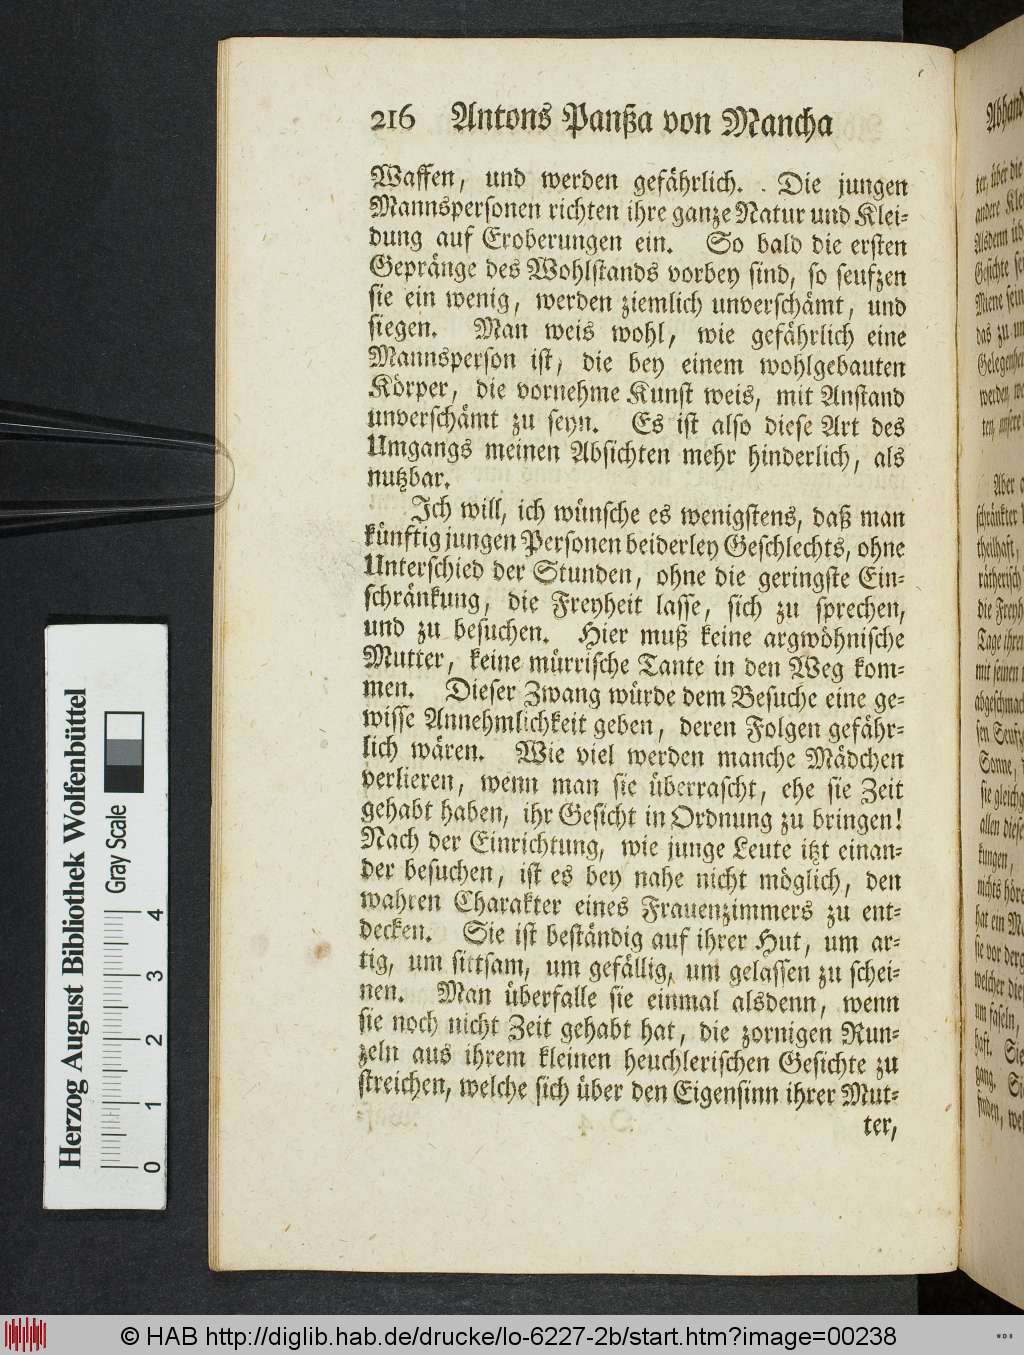 216 Antons Panßa von Mancha
Waffen, und werden gefährlich. Die jungen
Mannspersonen richten ihre ganze Natur und Klei-
dung auf Eroberungen ein. So bald die ersten
Gepränge des Wohlstands vorbey sind, so seufzen
sie ein wenig, werden ziemlich unverschämt, und
siegen. Man weis wohl, wie gefährlich eine
Mannsperson ist, die bey einem wohlgebauten
Körper, die vornehme Kunst weis, mit Anstand
unverschämt zu seyn. Es ist also diese Art des
Umgangs meinen Absichten mehr hinderlich, als
nutzbar.
Ich will, ich wünsche es wenigstens, daß man
künftig jungen Personen beiderley Geschlechts, ohne
Unterschied der Stunden, ohne die geringste Ein-
schränkung, die Freyheit lasse, sich zu sprechen,
und zu besuchen. Hier muß keine argwöhnische
Mutter, keine mürrische Tante in den Weg kom-
men. Dieser Zwang würde dem Besuche eine ge-
wisse Annehmlichkeit geben, deren Folgen gefähr-
lich wären. Wie viel werden manche Mädchen
verlieren, wenn man sie überrascht, ehe sie Zeit
gehabt haben, ihr Gesicht in Ordnung zu bringen!
Nach der Einrichtung, wie junge Leute itzt einan-
der besuchen, ist es bey nahe nicht möglich, den
wahren Charakter eines Frauenzimmers zu ent-
decken. Sie ist beständig auf ihrer Hut, um ar-
tig, um sittsam, um gefällig, um gelassen zu schei-
nen. Man überfalle sie einmal alsdenn, wenn
sie noch nicht Zeit gehabt hat, die zornigen Run-
zeln aus ihrem kleinen heuchlerischen Gesichte zu
streichen, welche sich über den Eigensinn ihrer Mut-
ter,
Herzog August Bibliothek Wolfenbüttel
Gray Scale
0 1 2 3 4
© HAB http://diglib.hab.de/drucke/lo-6227-2b/start.htm?image=00238